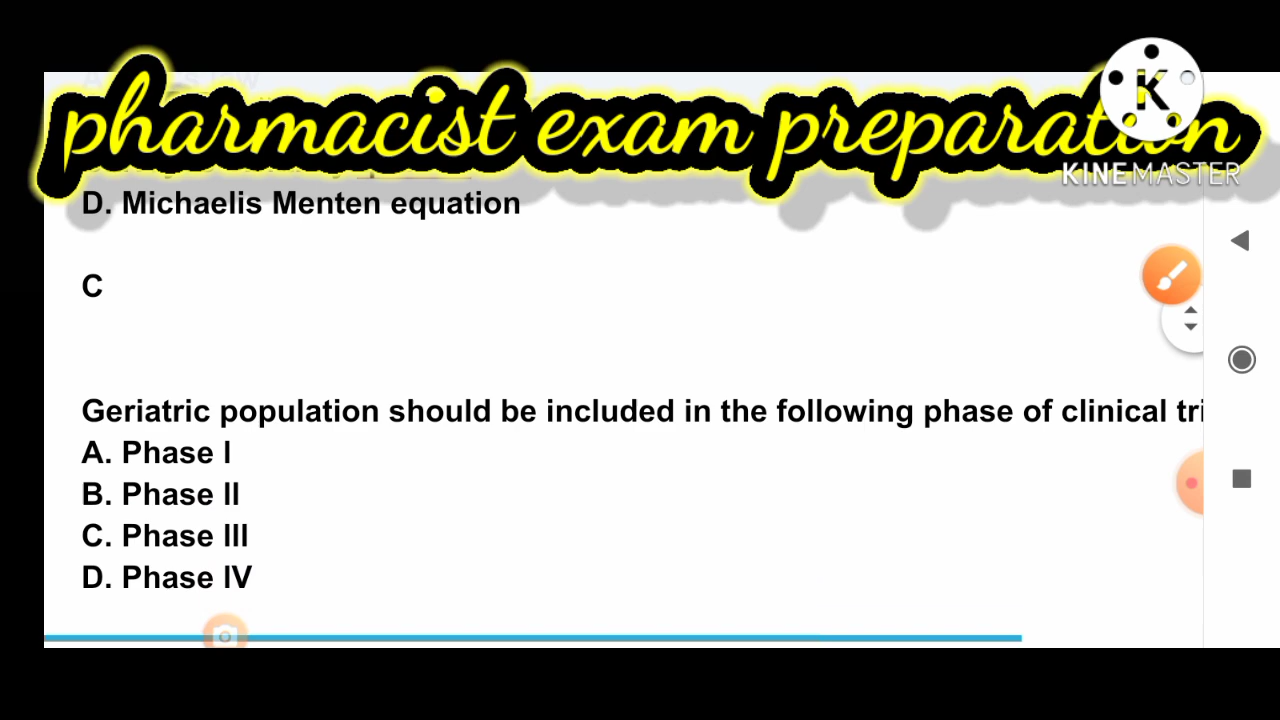 pharmacist exam preparation
K
KINEMASTER
D. Michaelis Menten equation
C
Geriatric population should be included in the following phase of clinical tri
A. Phase I
B. Phase II
C. Phase III
D. Phase IV